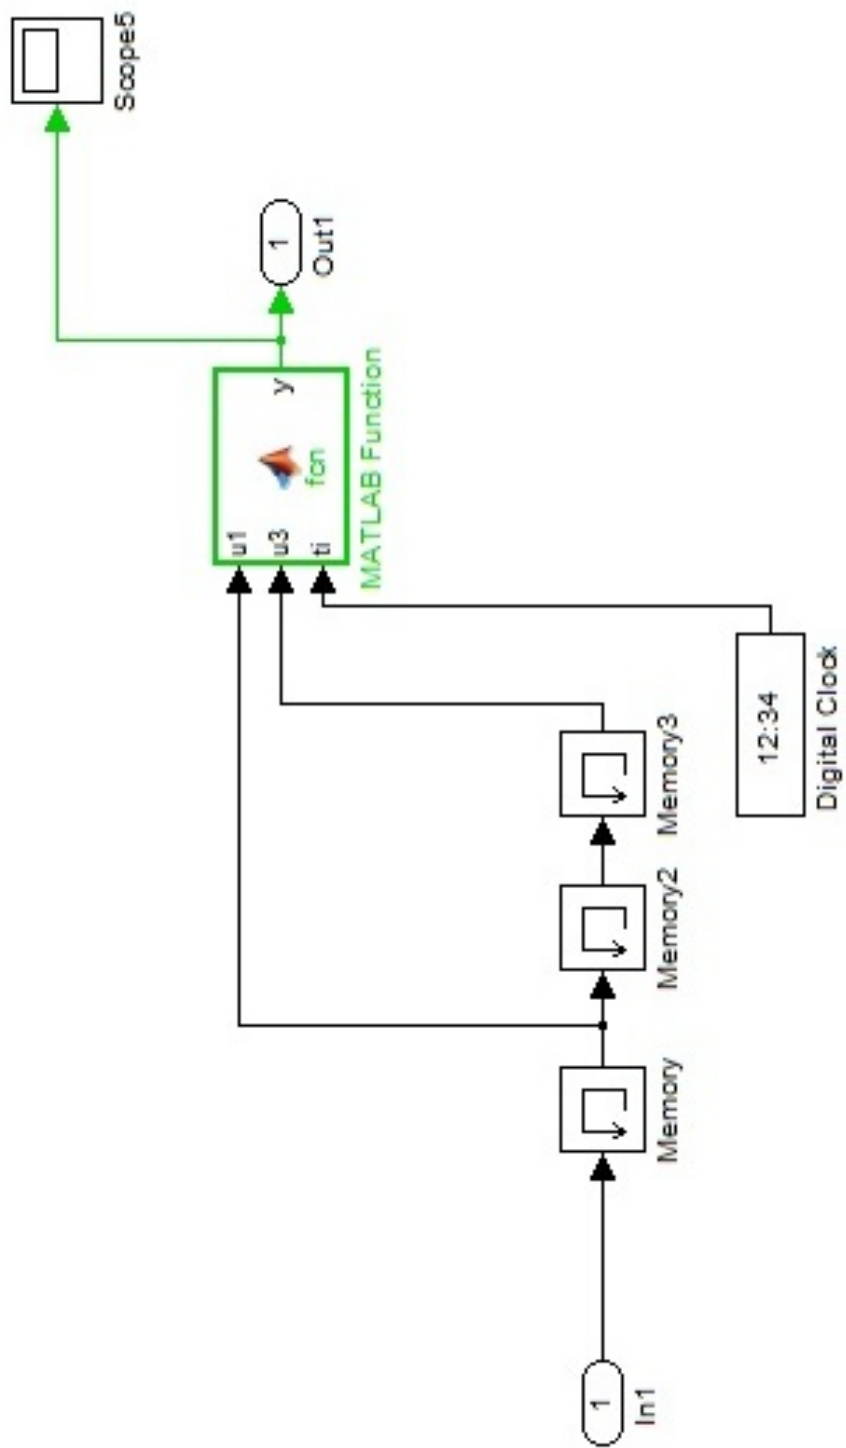 Scope5
1
Out1
u1
u3
ti
y
fcn
MATLAB Function
12:34
Digital Clock
Memory3
Memory2
Memory
1
In1